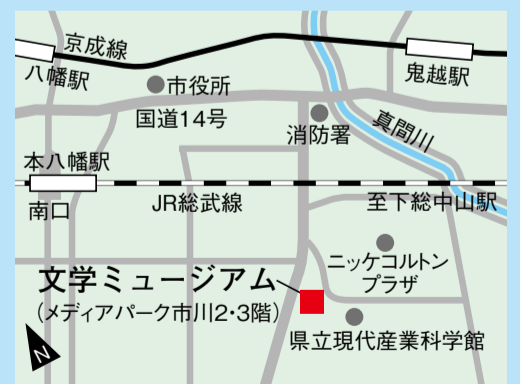 京成線
八幡駅
鬼越駅
市役所
国道14号
消防署
真間川
本八幡駅
南口
JR総武線
至下総中山駅
ニッケコルトン
プラザ
文学ミュージアム
(メディアパーク市川2・3階)
県立現代産業科学館
N